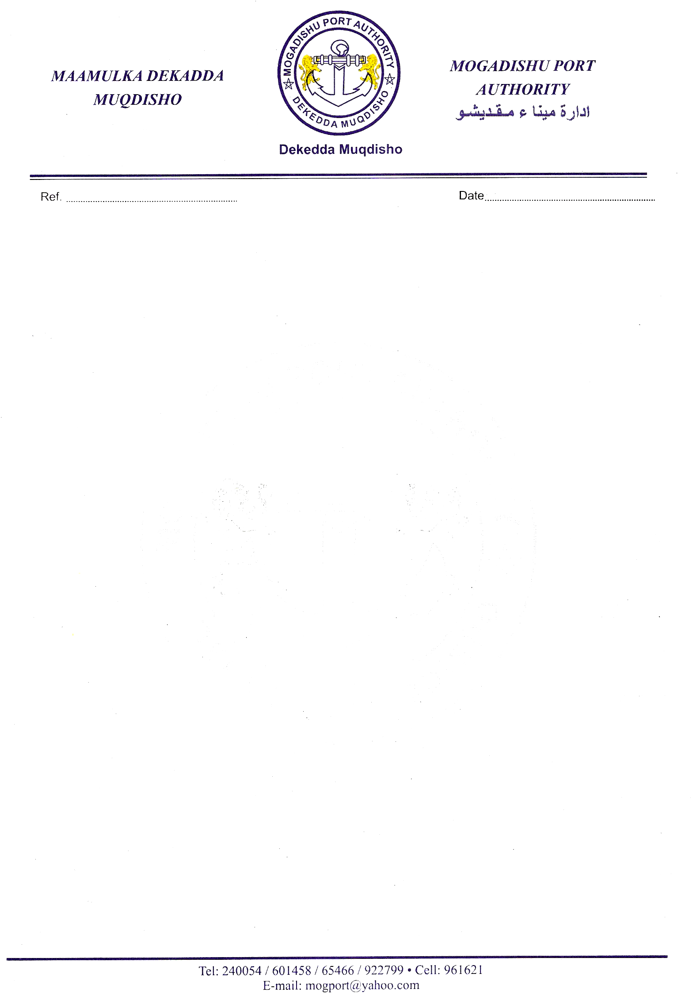 MOGADISHU PORT AUTHORITY
DEKEDDA MUQDISHO
MAAMULKA DEKADDA
MUQDISHO
MOGADISHU PORT
AUTHORITY
ادارة ميناء مقديشو
Dekedda Muqdisho
Ref. ..........................................................
Date..........................................................
Tel: 240054 / 601458 / 65466 / 922799 • Cell: 961621
E-mail: mogport@yahoo.com